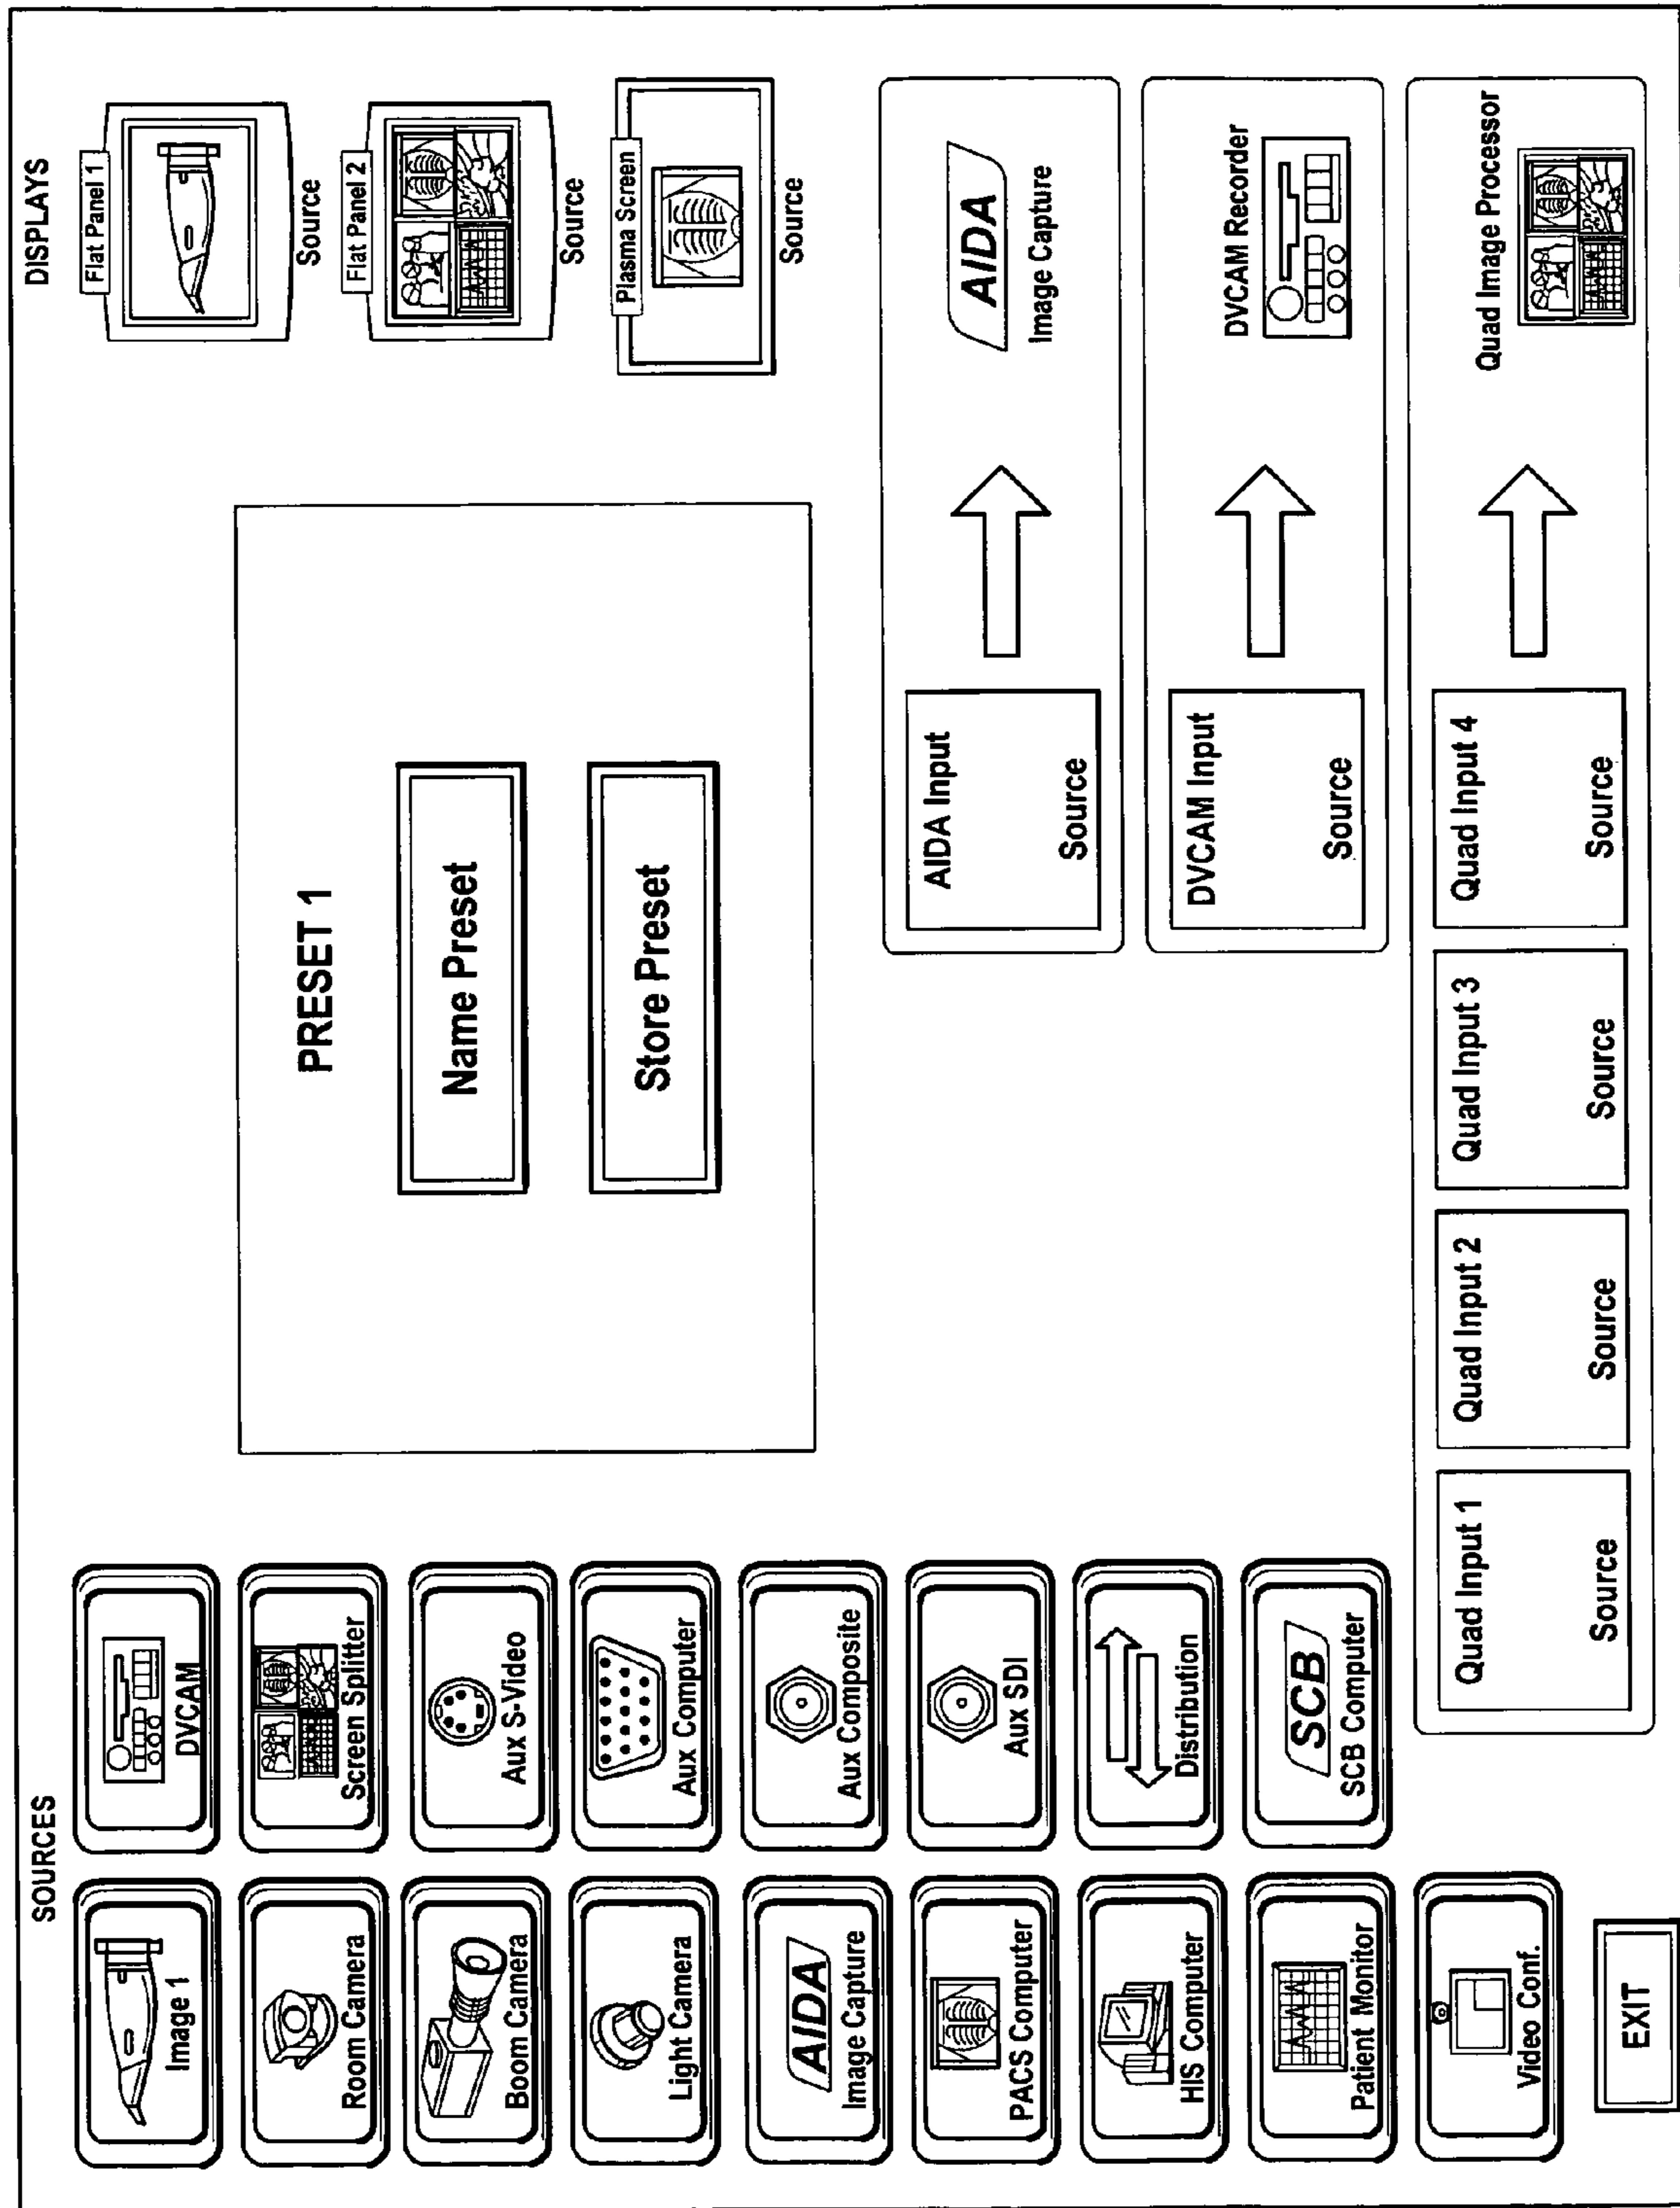 SOURCES
Image 1
DVCAM
Room Camera
Screen Splitter
Boom Camera
Aux S-Video
Light Camera
Aux Computer
AIDA
Image Capture
Aux Composite
PACS Computer
Aux SDI
HIS Computer
Distribution
Patient Monitor
SCB
SCB Computer
Video Conf.
EXIT
PRESET 1
Name Preset
Store Preset
DISPLAYS
Flat Panel 1
Source
Flat Panel 2
Source
Plasma Screen
Source
AIDA Input
Source
AIDA
Image Capture
DVCAM Input
Source
DVCAM Recorder
Quad Input 1
Source
Quad Input 2
Source
Quad Input 3
Source
Quad Input 4
Source
Quad Image Processor